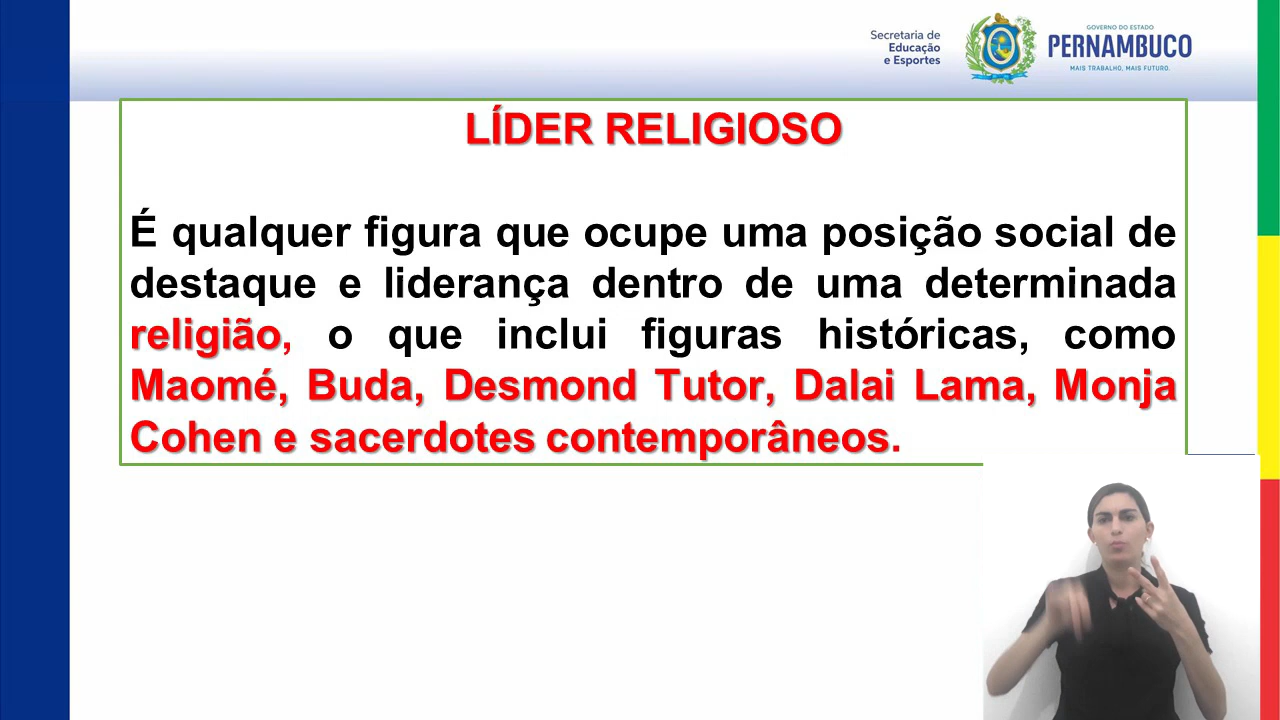 Secretaria de
Educação
e Esportes
GOVERNO DO ESTADO
PERNAMBUCO
MAIS TRABALHO, MAIS FUTURO.
LÍDER RELIGIOSO
É qualquer figura que ocupe uma posição social de
destaque e liderança dentro de uma determinada
religião, o que inclui figuras históricas, como
Maomé, Buda, Desmond Tutor, Dalai Lama, Monja
Cohen e sacerdotes contemporâneos.